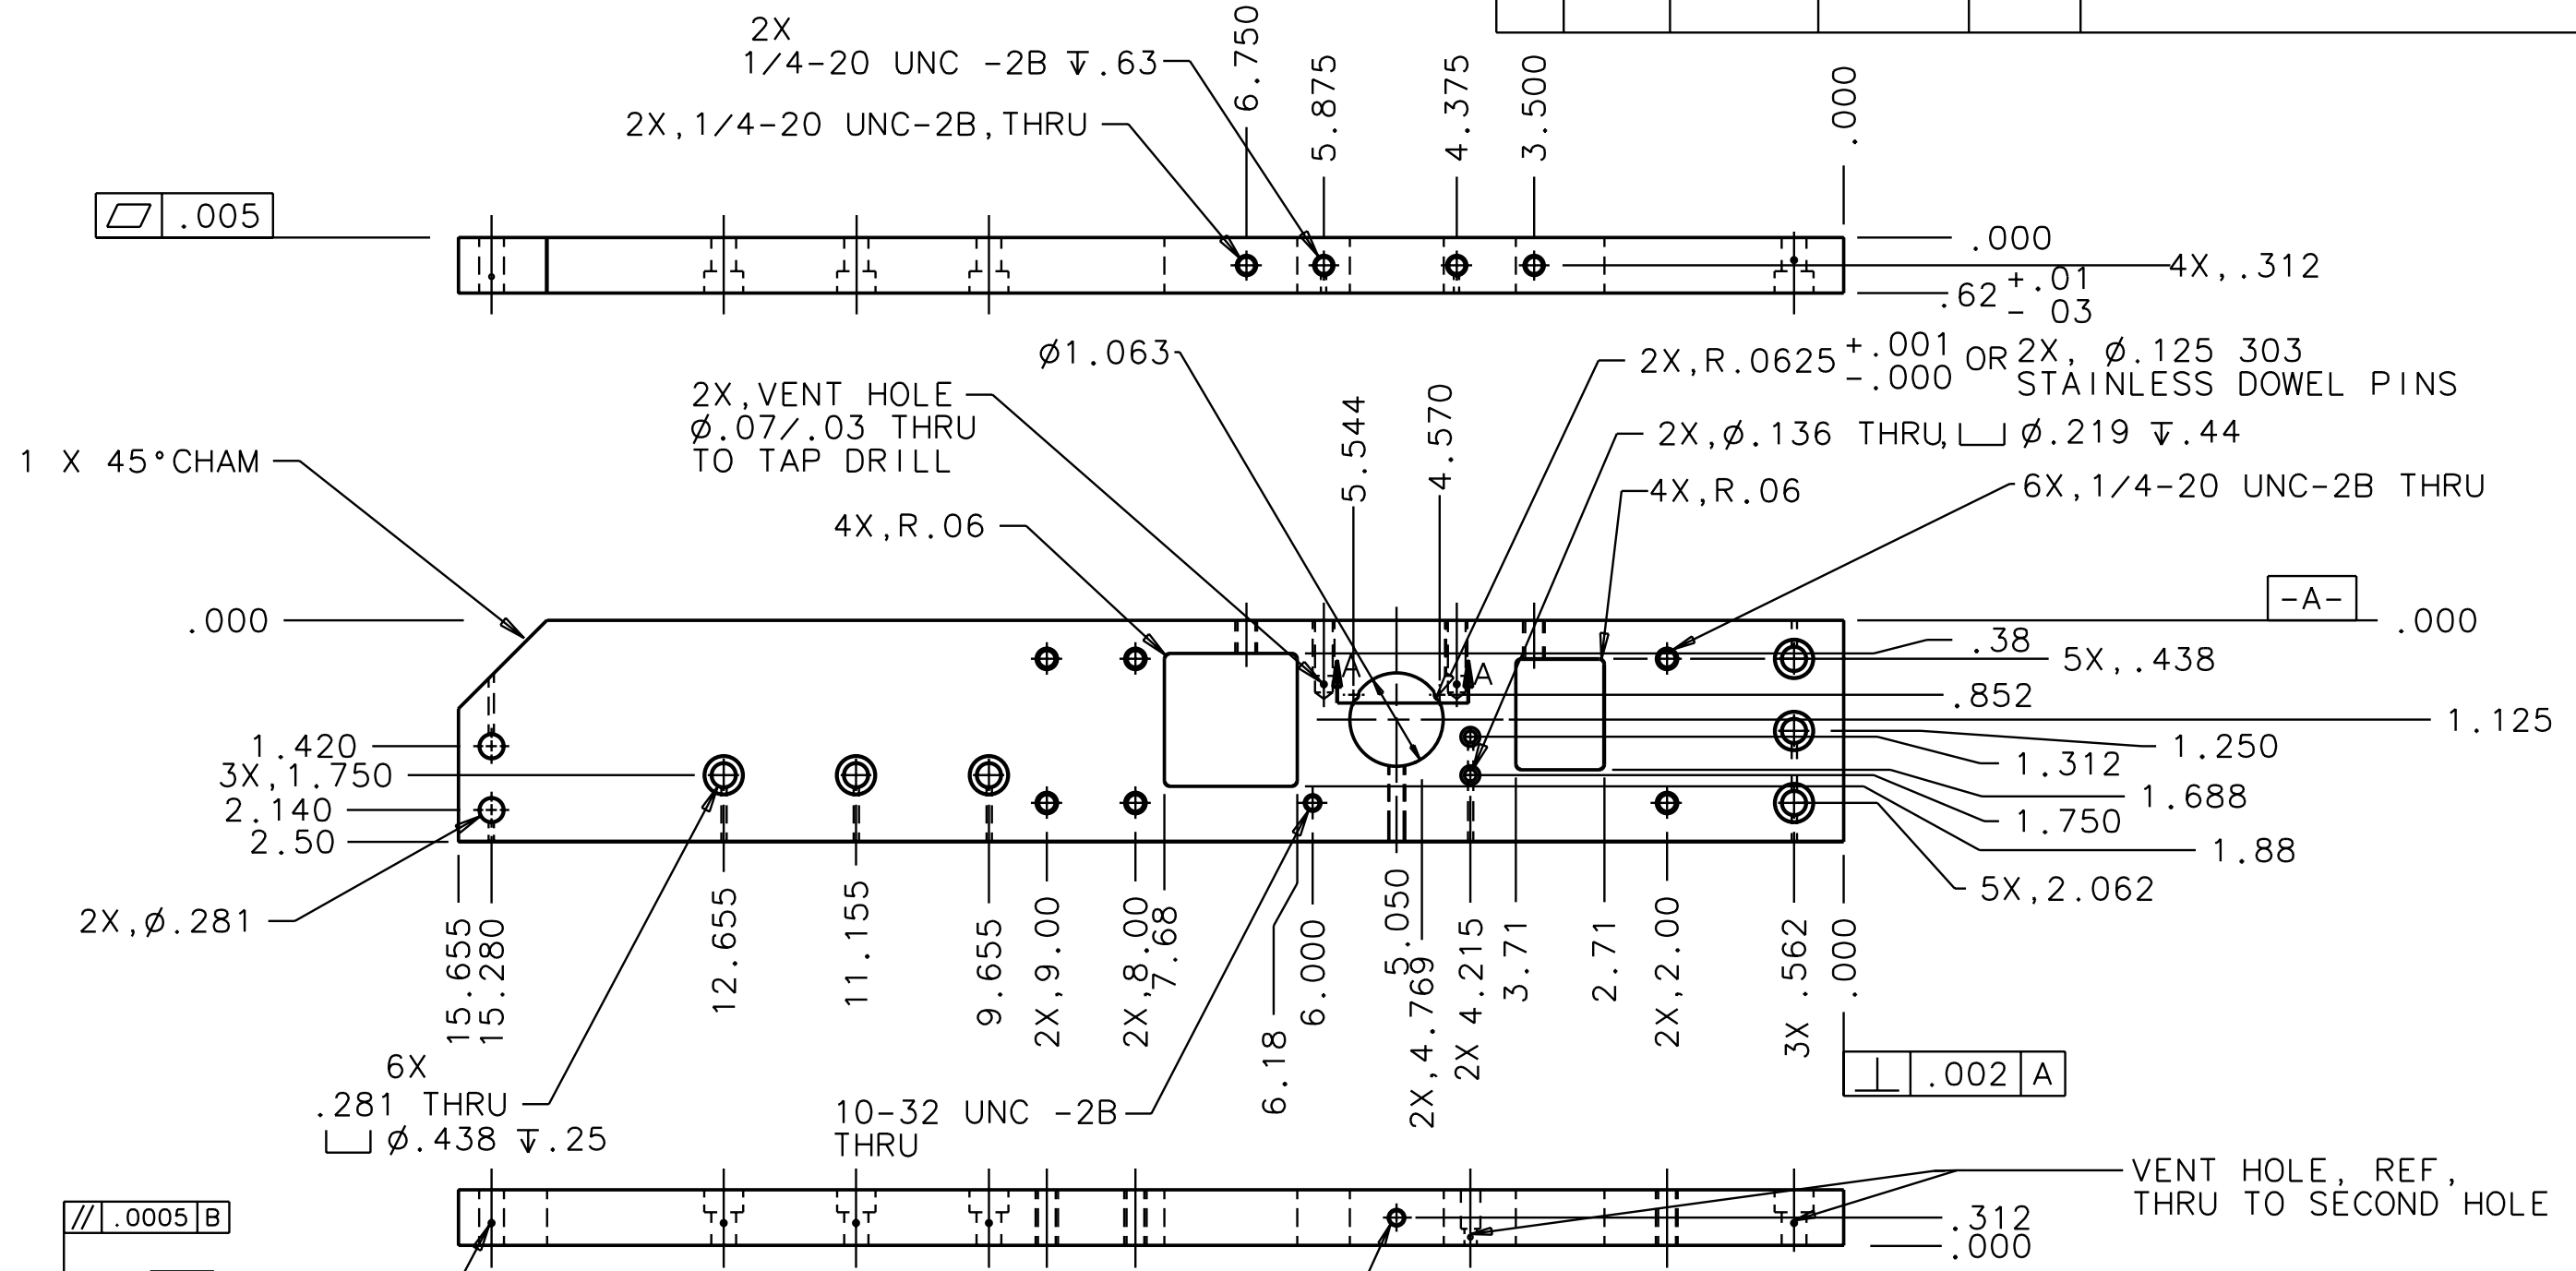 2X
1/4-20 UNC -2B ↧.63
2X,1/4-20 UNC-2B,THRU
6.750
5.875
4.375
3.500
.000
⏥ .005
.000
4X,.312
.62 +.01
- 03
⌀1.063
2X,R.0625 +.001 -.000 OR 2X, ⌀.125 303
STAINLESS DOWEL PINS
2X,VENT HOLE
⌀.07/.03 THRU
TO TAP DRILL
5.544
4.570
2X,⌀.136 THRU,⌴ ⌀.219 ↧.44
1 X 45°CHAM
4X,R.06
4X,R.06
6X,1/4-20 UNC-2B THRU
-A-
.000
.000
.38
5X,.438
A
A
.852
1.125
1.420
1.250
3X,1.750
1.312
2.140
1.688
2.50
1.750
1.88
5X,2.062
2X,⌀.281
15.655
15.280
12.655
11.155
9.655
2X,9.00
2X,8.00
7.68
6.18
6.000
5.050
2X,4.769
2X 4.215
3.71
2.71
2X,2.00
3X .562
.000
⟂ .002 A
6X
.281 THRU
⌴ ⌀.438 ↧.25
10-32 UNC -2B
THRU
VENT HOLE, REF,
THRU TO SECOND HOLE
// .0005 B
.312
.000